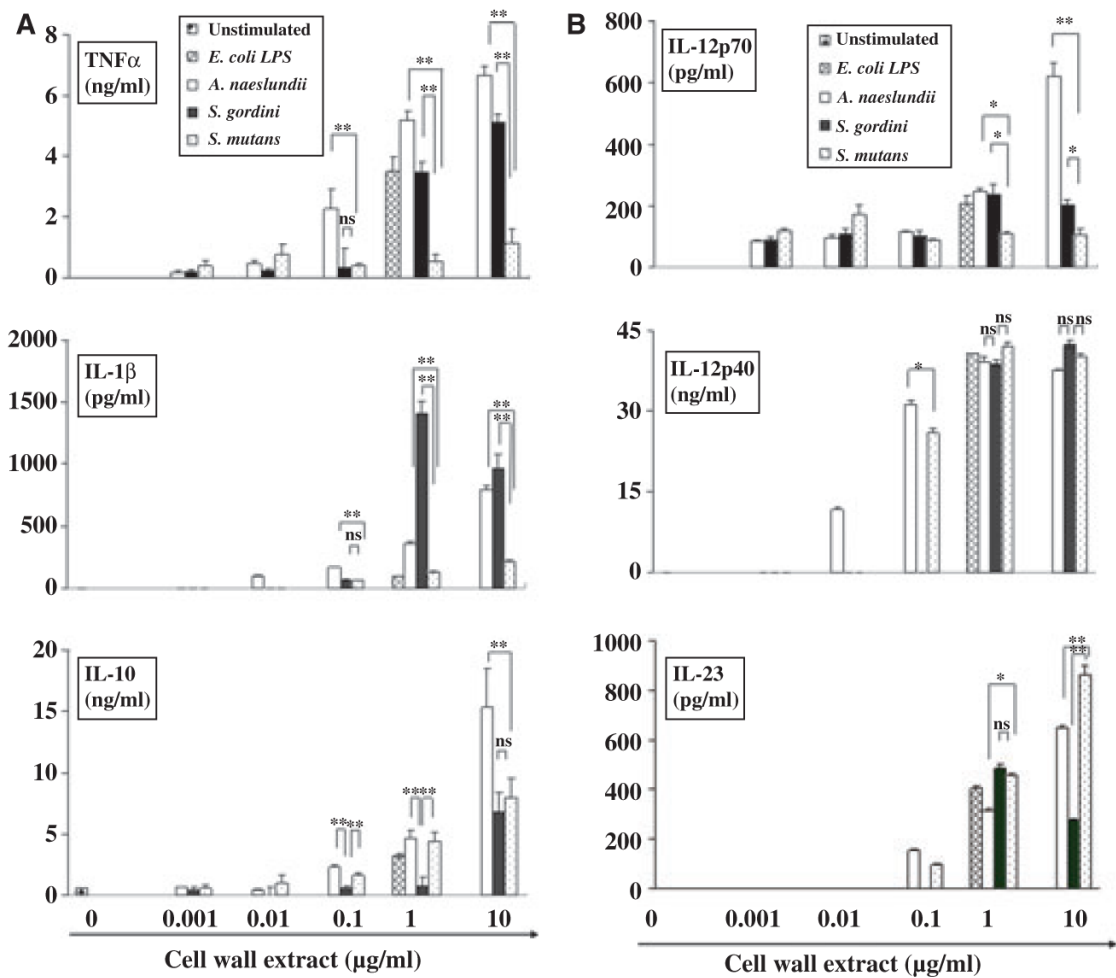 A
TNFα
(ng/ml)
8
6
4
2
0
Unstimulated
E. coli LPS
A. naeslundii
S. gordini
S. mutans
**
ns
**
**
**
**
IL-1β
(pg/ml)
2000
1500
1000
500
0
**
ns
**
**
**
**
IL-10
(ng/ml)
20
15
10
5
0
** **
** **
**
ns
0 0.001 0.01 0.1 1 10
Cell wall extract (µg/ml)
B
IL-12p70
(pg/ml)
800
600
400
200
0
Unstimulated
E. coli LPS
A. naeslundii
S. gordini
S. mutans
*
*
**
*
IL-12p40
(ng/ml)
45
30
15
0
*
ns
ns
ns ns
IL-23
(pg/ml)
1000
800
600
400
200
0
*
ns
**
**
0 0.001 0.01 0.1 1 10
Cell wall extract (µg/ml)